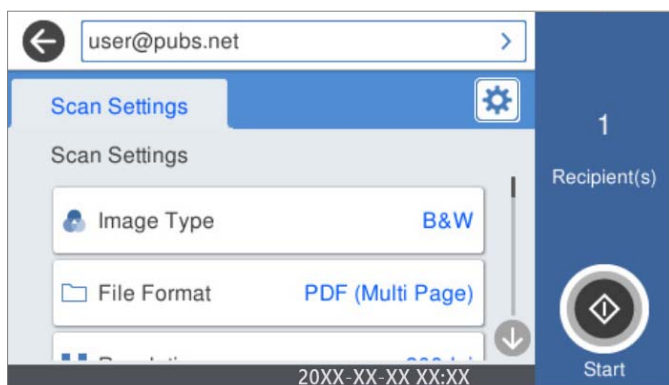 user@pubs.net
Scan Settings
1
Scan Settings
Recipient(s)
Image Type B&W
File Format PDF (Multi Page)
20XX-XX-XX XX:XX
Start